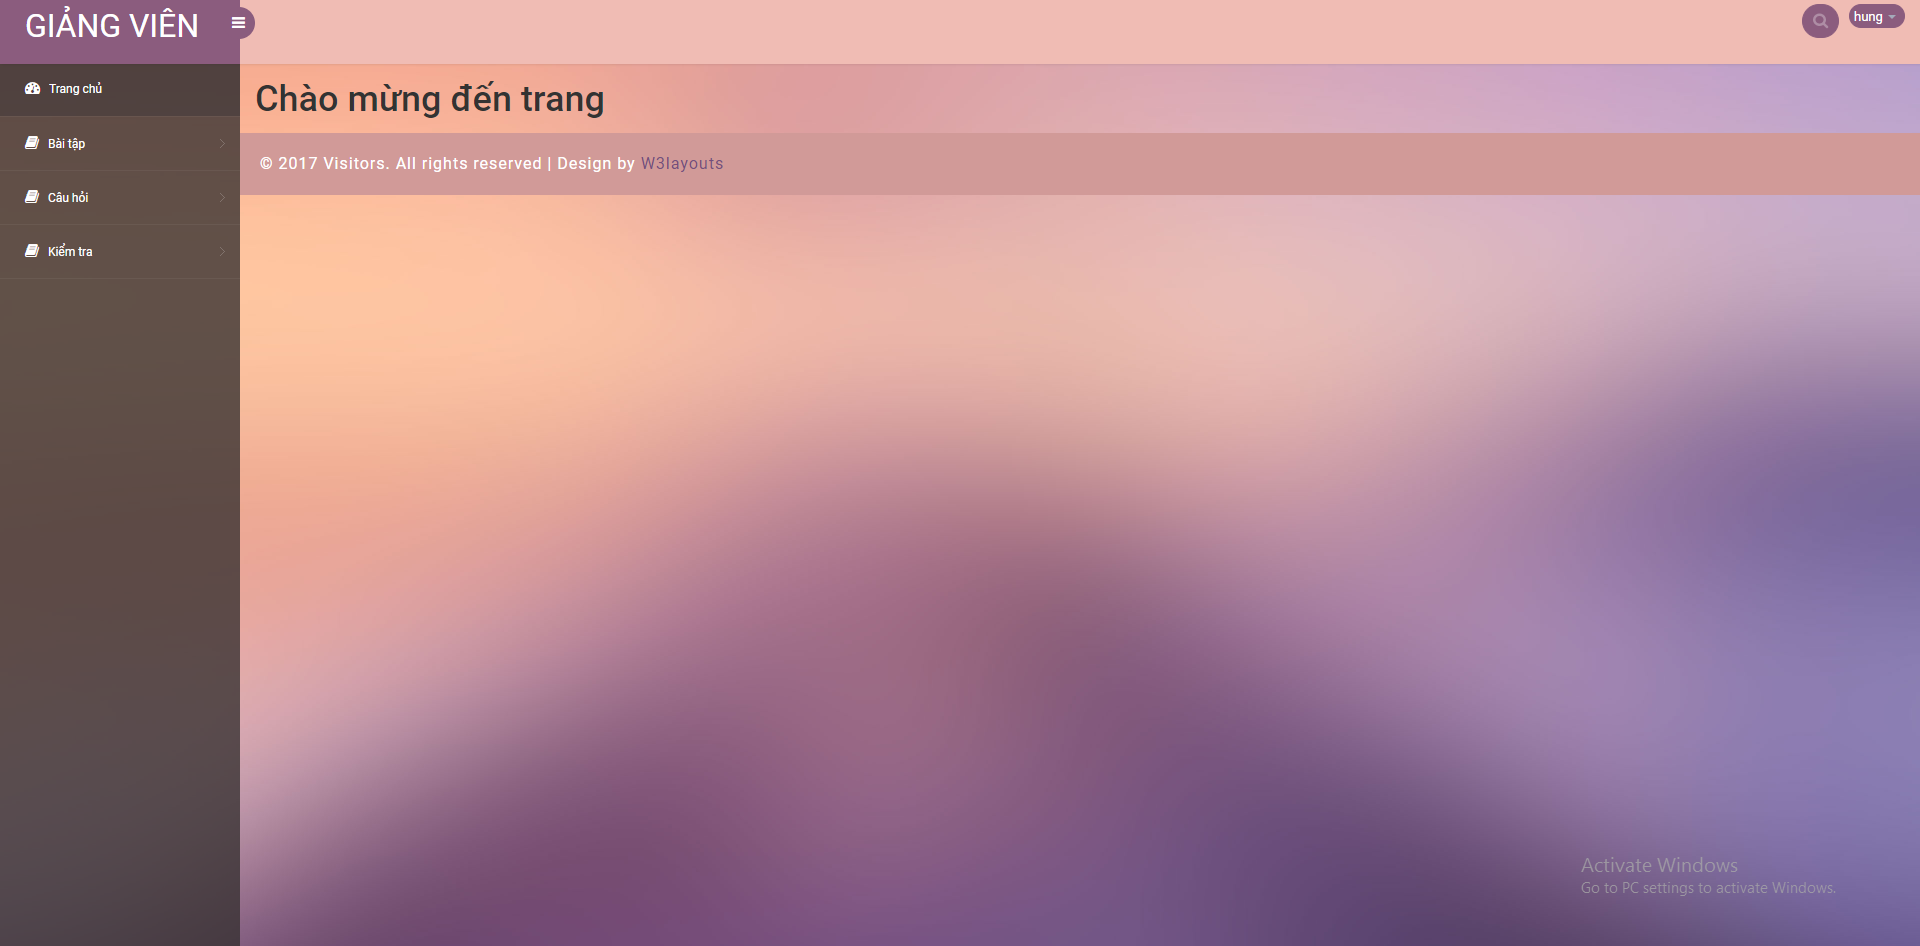 GIẢNG VIÊN
hung
Trang chủ
Bài tập
Câu hỏi
Kiểm tra
Chào mừng đến trang
© 2017 Visitors. All rights reserved | Design by W3layouts
Activate Windows
Go to PC settings to activate Windows.